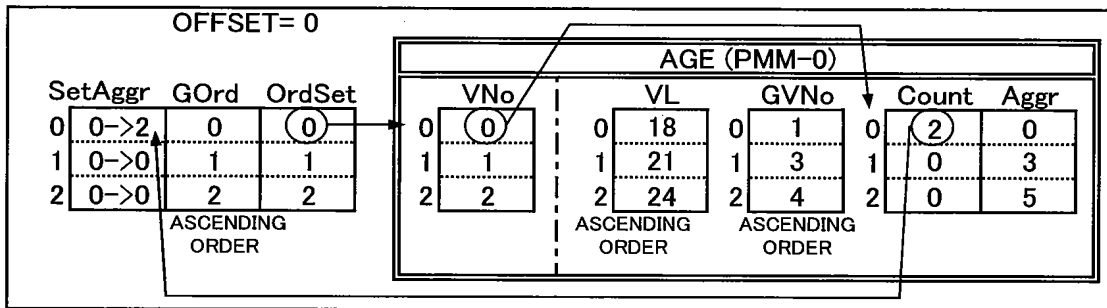 OFFSET= 0
AGE (PMM-0)
SetAggr GOrd OrdSet VNo VL GVNo Count Aggr
0 0->2 0 0 0 0 0 18 0 1 0 2 0
1 0->0 1 1 1 1 1 21 1 3 1 0 3
2 0->0 2 2 2 2 2 24 2 4 2 0 5
ASCENDING ORDER ASCENDING ORDER ASCENDING ORDER